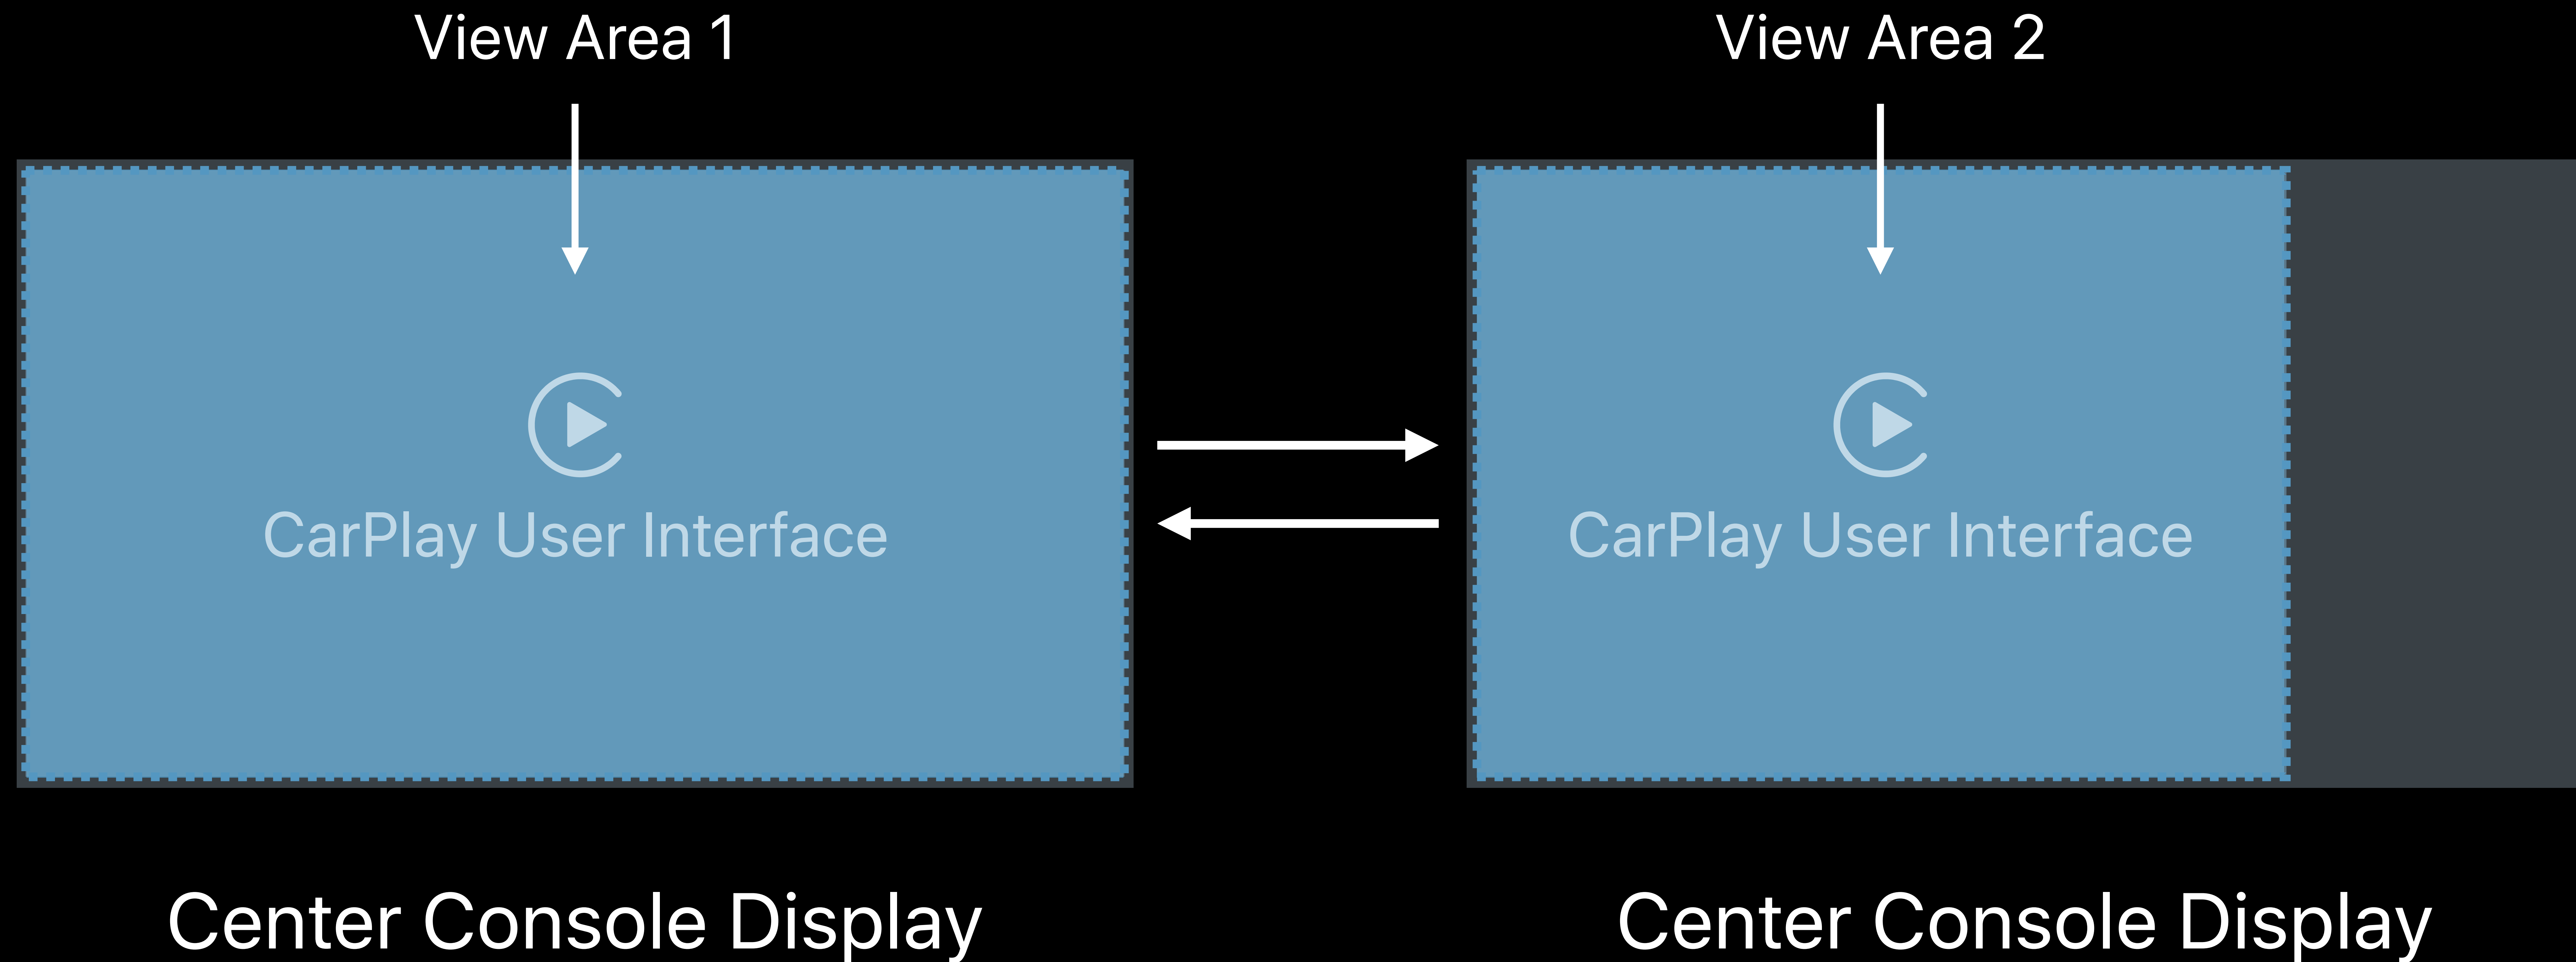 View Area 1
View Area 2
CarPlay User Interface
CarPlay User Interface
Center Console Display
Center Console Display